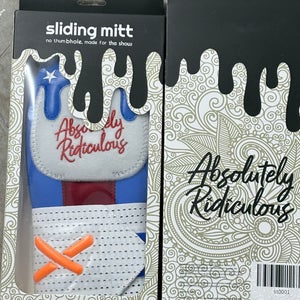 sliding mitt
no thumbhole, made for the show
Absolutely
Ridiculous
Absolutely
Ridiculous